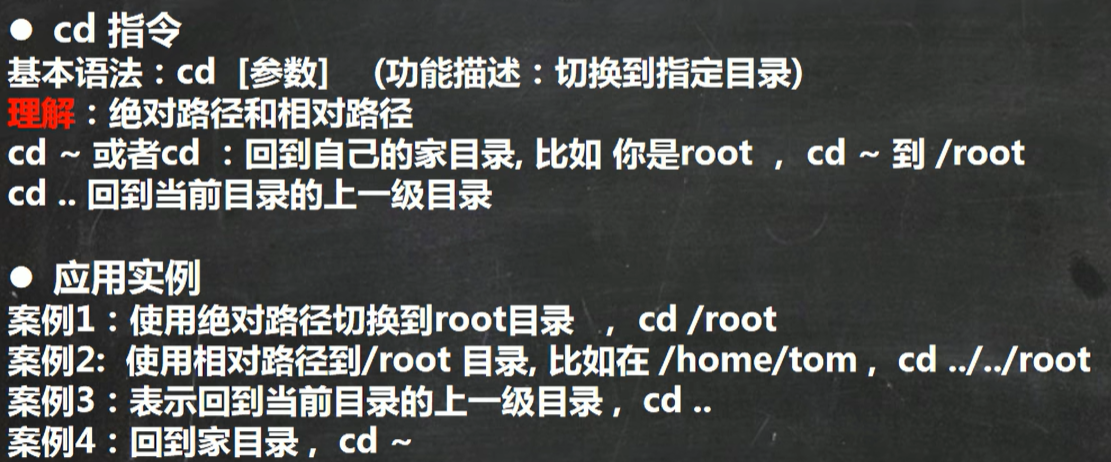 ● cd 指令
基本语法：cd [参数] (功能描述：切换到指定目录)
理解：绝对路径和相对路径
cd ~ 或者cd ：回到自己的家目录, 比如 你是root ， cd ~ 到 /root
cd .. 回到当前目录的上一级目录
● 应用实例
案例1：使用绝对路径切换到root目录 ， cd /root
案例2: 使用相对路径到/root 目录, 比如在 /home/tom , cd ../../root
案例3：表示回到当前目录的上一级目录， cd ..
案例4：回到家目录， cd ~